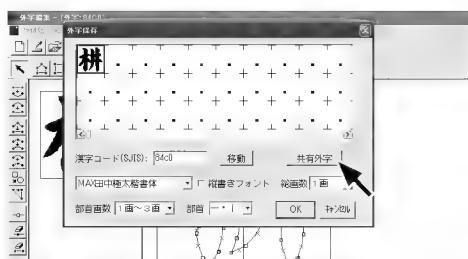 外字編集 - [外字:84C0]
外字保存
栟
漢字コード(SJIS): 84c0 移動 共有外字
MAX田中極太楷書体 縦書きフォント 総画数 1画
部首画数 1画～3画 部首 OK ｷｬﾝｾﾙ